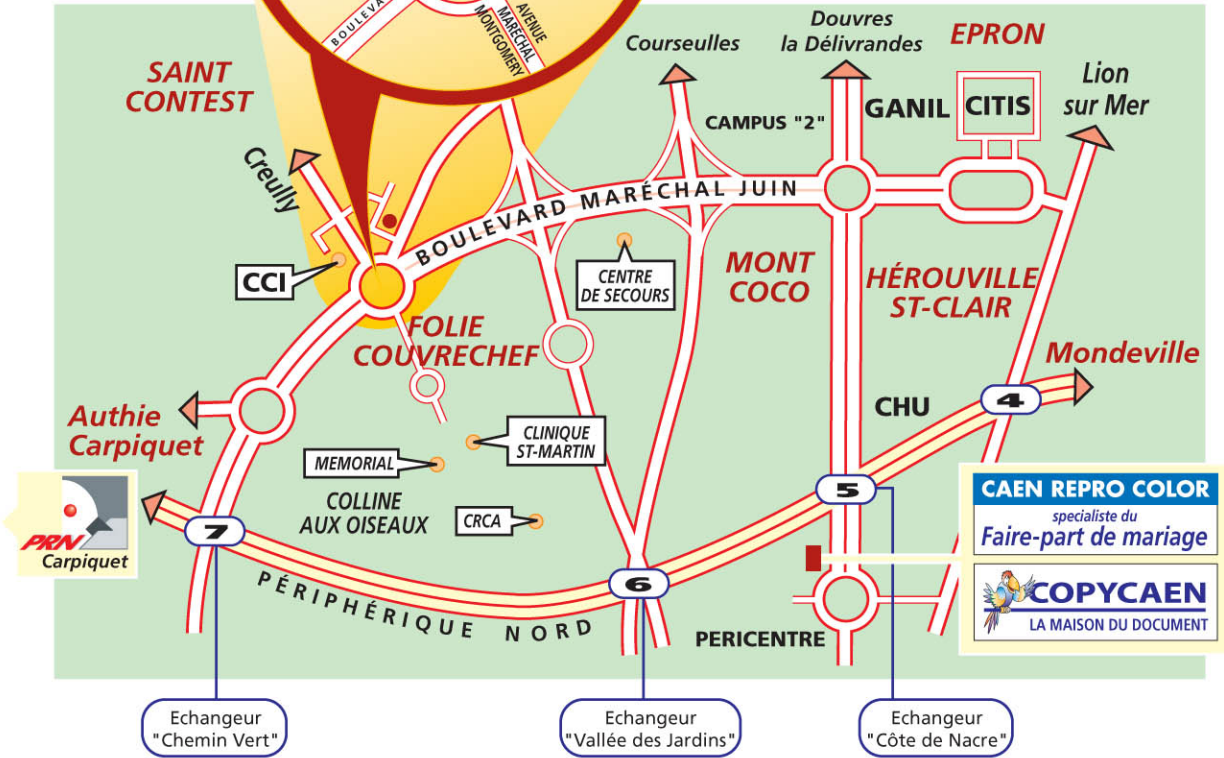 BOULEVA
AVENUE
MARECHAL
MONTGOMERY
SAINT
CONTEST
Courseulles
Douvres
la Délivrandes
EPRON
Lion
sur Mer
CAMPUS "2"
GANIL
CITIS
Creully
BOULEVARD MARÉCHAL JUIN
CCI
CENTRE
DE SECOURS
MONT
COCO
HÉROUVILLE
ST-CLAIR
FOLIE
COUVRECHEF
Mondeville
4
CHU
Authie
Carpiquet
CLINIQUE
ST-MARTIN
MEMORIAL
COLLINE
AUX OISEAUX
CRCA
5
CAEN REPRO COLOR
specialiste du
Faire-part de mariage
PRN
Carpiquet
7
6
PÉRIPHÉRIQUE NORD
COPYCAEN
LA MAISON DU DOCUMENT
PERICENTRE
Echangeur
"Chemin Vert"
Echangeur
"Vallée des Jardins"
Echangeur
"Côte de Nacre"